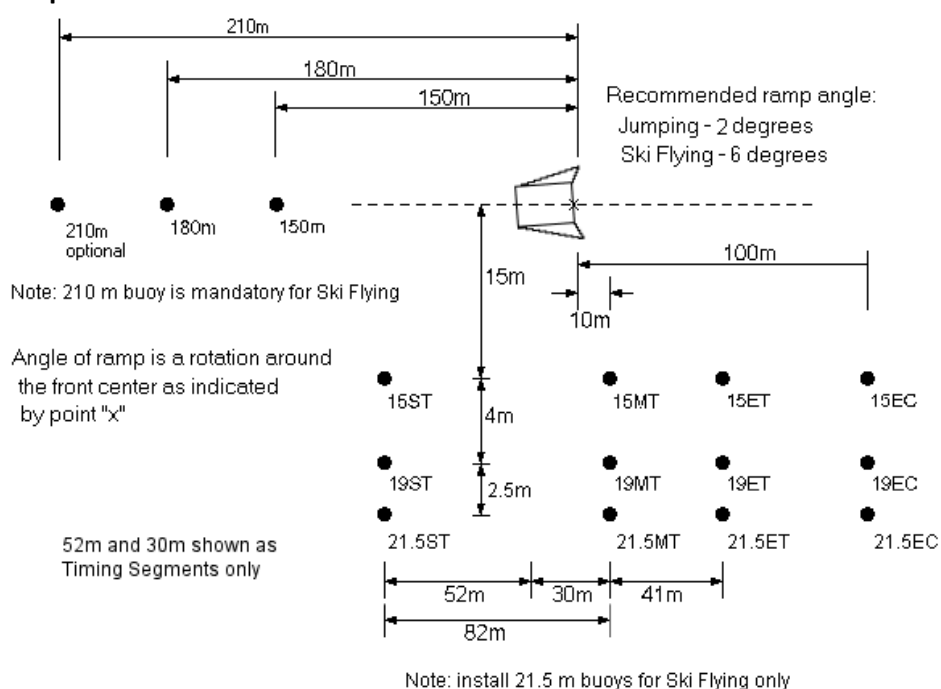 210m
180m
150m
Recommended ramp angle:
Jumping - 2 degrees
Ski Flying - 6 degrees
210m
optional
180m
150m
15m
100m
10m
Note: 210 m buoy is mandatory for Ski Flying
Angle of ramp is a rotation around
the front center as indicated
by point "x"
15ST
15MT
15ET
15EC
4m
19ST
19MT
19ET
19EC
2.5m
21.5ST
21.5MT
21.5ET
21.5EC
52m and 30m shown as
Timing Segments only
52m
30m
41m
82m
Note: install 21.5 m buoys for Ski Flying only